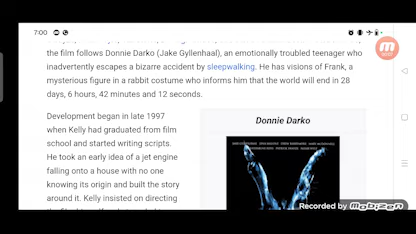 7:00
the film follows Donnie Darko (Jake Gyllenhaal), an emotionally troubled teenager who
inadvertently escapes a bizarre accident by sleepwalking. He has visions of Frank, a
mysterious figure in a rabbit costume who informs him that the world will end in 28
days, 6 hours, 42 minutes and 12 seconds.
Development began in late 1997
when Kelly had graduated from film
school and started writing scripts.
He took an early idea of a jet engine
falling onto a house with no one
knowing its origin and built the story
around it. Kelly insisted on directing
Donnie Darko
Recorded by MOBIZEN